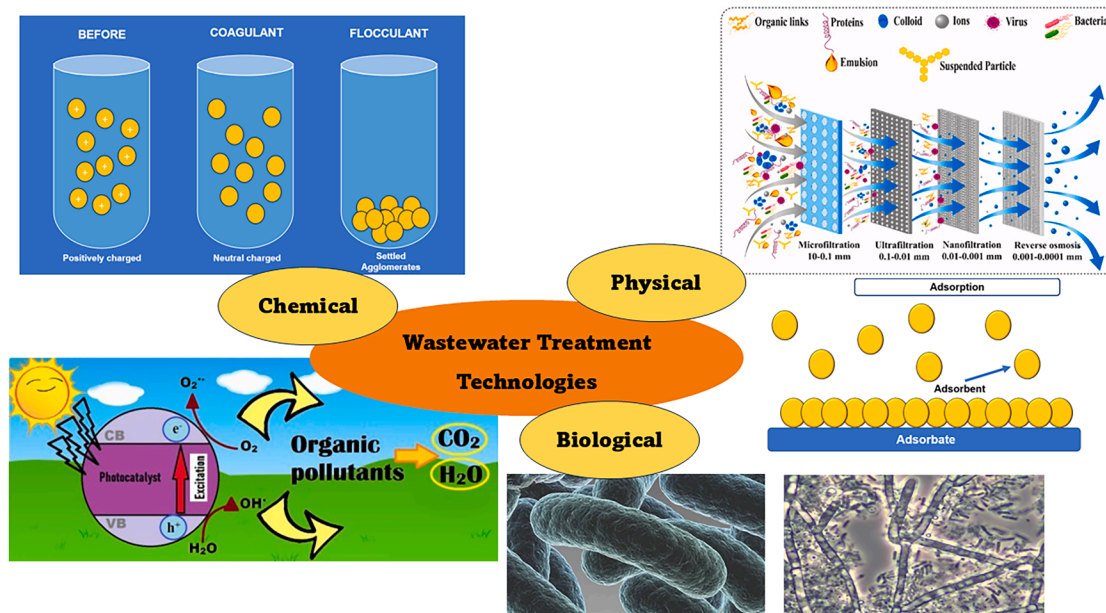 BEFORE
COAGULANT
FLOCCULANT
+ + + + + + + + + +
Positively charged
Neutral charged
Settled
Agglomerates
Organic links
Proteins
Colloid
Ions
Virus
Bacteria
Emulsion
Suspended Particle
Microfiltration
10-0.1 mm
Ultrafiltration
0.1-0.01 mm
Nanofiltration
0.01-0.001 mm
Reverse osmosis
0.001-0.0001 mm
Chemical
Physical
Wastewater Treatment
Technologies
Biological
Adsorption
Adsorbent
Adsorbate
O₂•-
CB
e-
O₂
Photocatalyst
Excitation
VB
h+
OH•
H₂O
Organic
pollutants
CO₂
H₂O